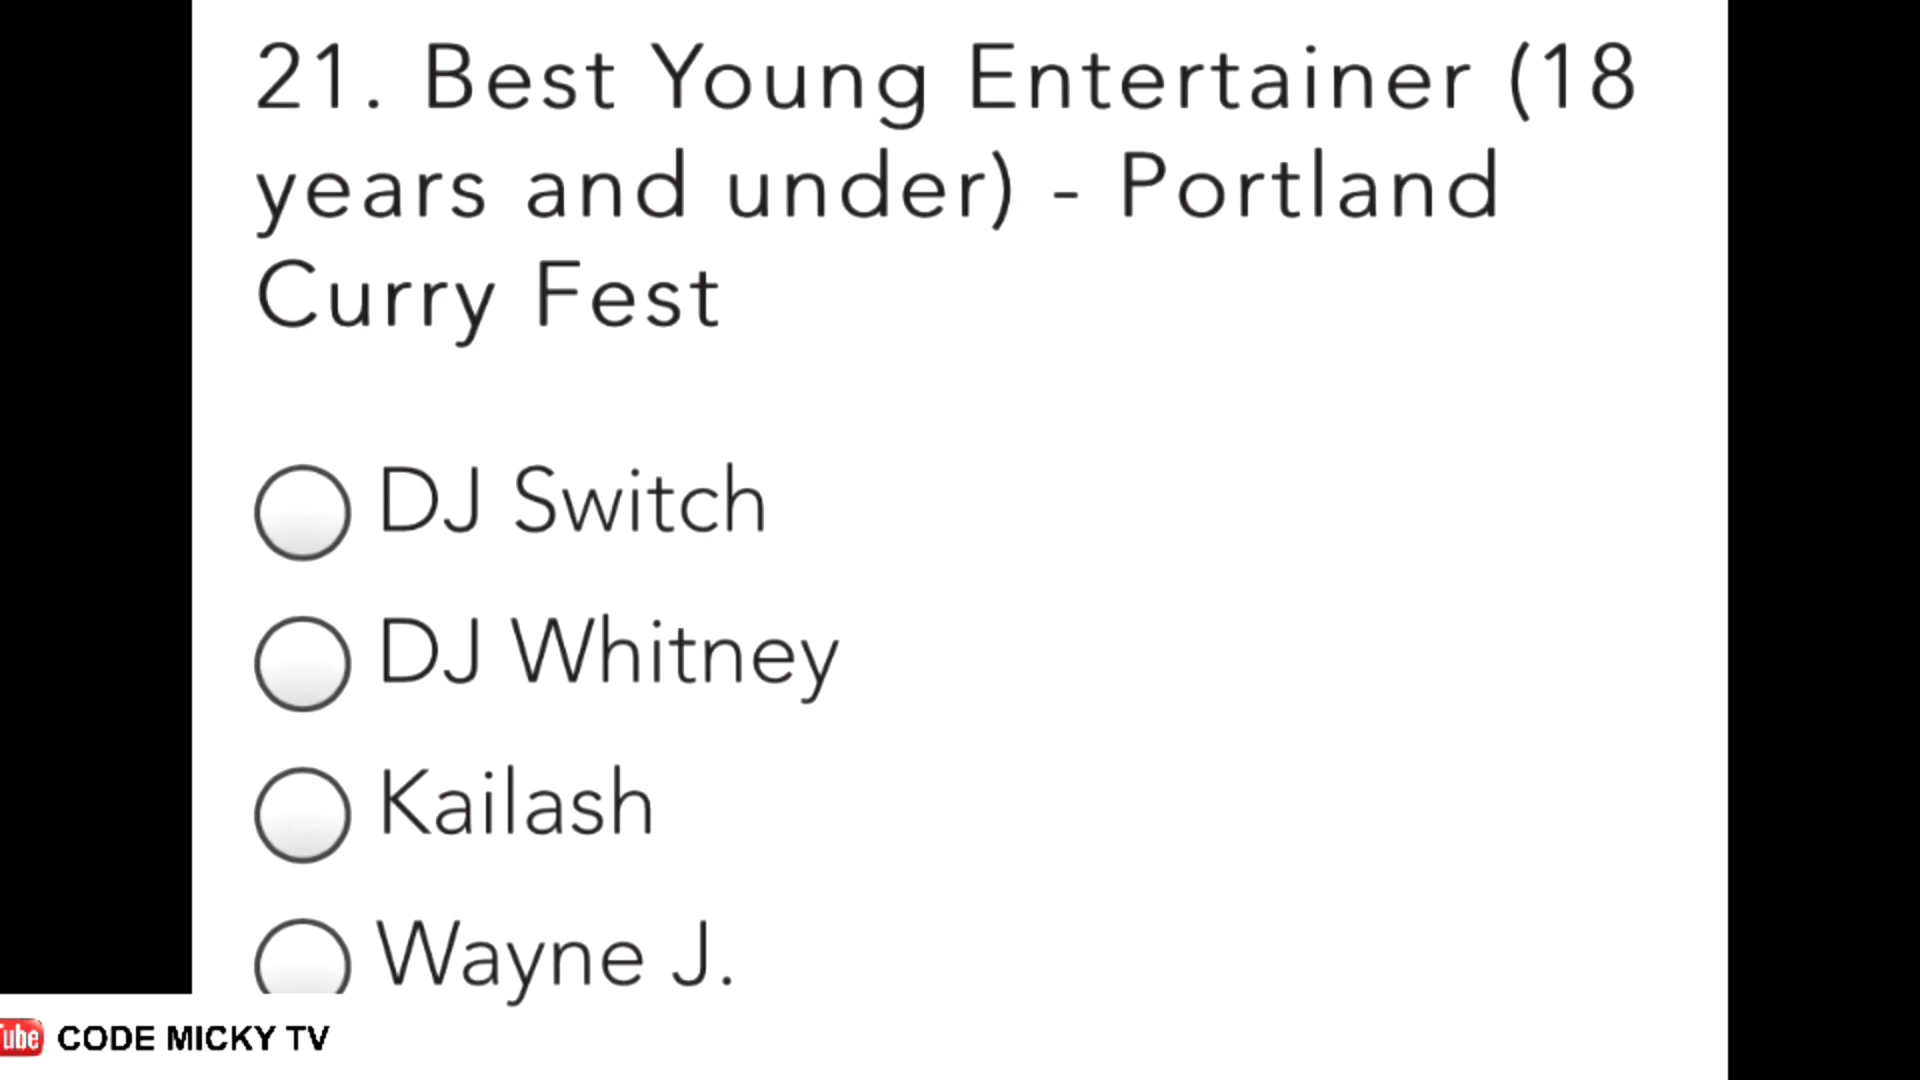 21. Best Young Entertainer (18
years and under) - Portland
Curry Fest
DJ Switch
DJ Whitney
Kailash
Wayne J.
Tube CODE MICKY TV